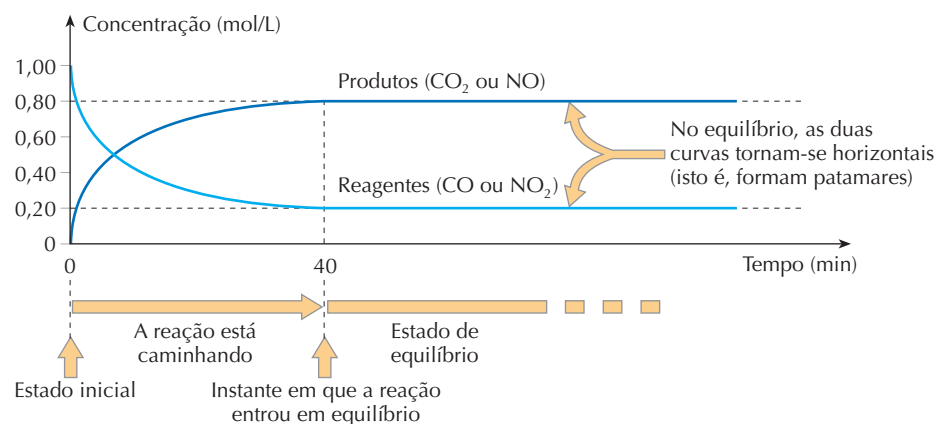 Concentração (mol/L)
1,00
0,80
0,60
0,40
0,20
0
Produtos (CO₂ ou NO)
No equilíbrio, as duas
curvas tornam-se horizontais
(isto é, formam patamares)
Reagentes (CO ou NO₂)
0
40
Tempo (min)
A reação está
caminhando
Estado de
equilíbrio
Estado inicial
Instante em que a reação
entrou em equilíbrio